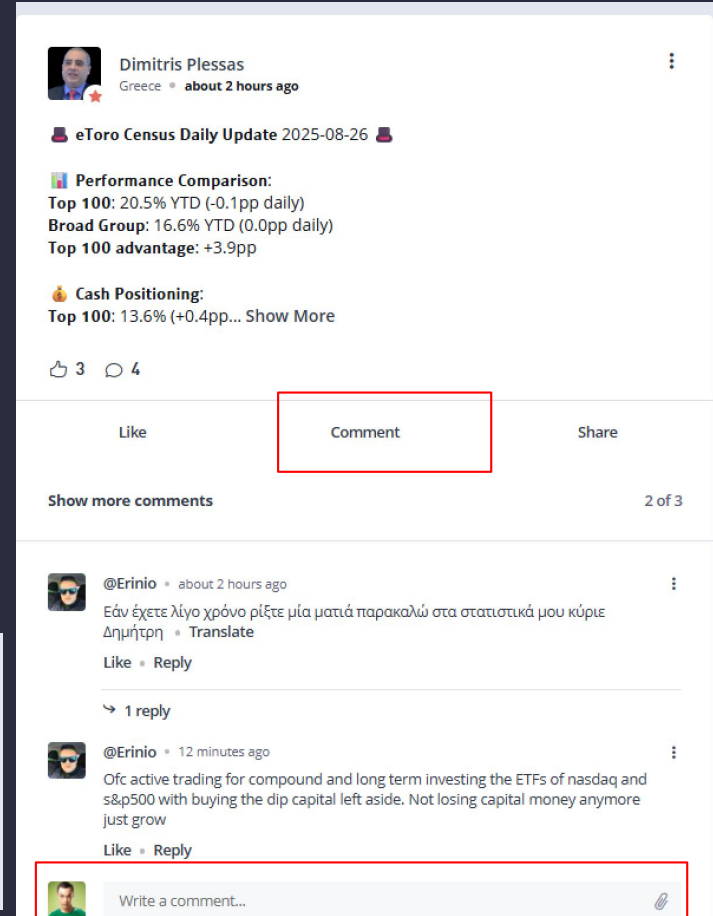 Dimitris Plessas
Greece • about 2 hours ago
eToro Census Daily Update 2025-08-26
Performance Comparison:
Top 100: 20.5% YTD (-0.1pp daily)
Broad Group: 16.6% YTD (0.0pp daily)
Top 100 advantage: +3.9pp
Cash Positioning:
Top 100: 13.6% (+0.4pp... Show More
3 4
Like Comment Share
Show more comments 2 of 3
@Erinio • about 2 hours ago
Εάν έχετε λίγο χρόνο ρίξτε μία ματιά παρακαλώ στα στατιστικά μου κύριε
Δημήτρη • Translate
Like • Reply
1 reply
@Erinio • 12 minutes ago
Ofc active trading for compound and long term investing the ETFs of nasdaq and
s&p500 with buying the dip capital left aside. Not losing capital money anymore
just grow
Like • Reply
Write a comment...